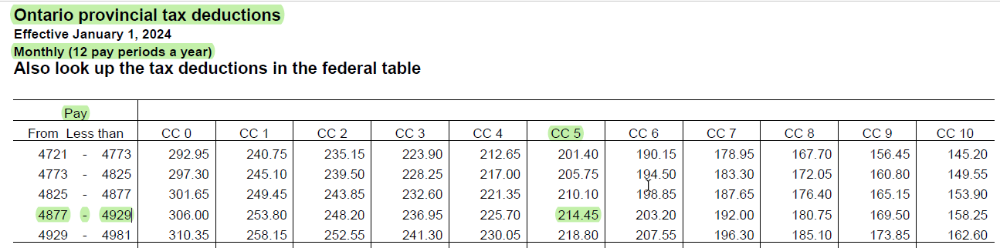 Ontario provincial tax deductions
Effective January 1, 2024
Monthly (12 pay periods a year)
Also look up the tax deductions in the federal table
Pay
From Less than CC 0 CC 1 CC 2 CC 3 CC 4 CC 5 CC 6 CC 7 CC 8 CC 9 CC 10
4721 - 4773 292.95 240.75 235.15 223.90 212.65 201.40 190.15 178.95 167.70 156.45 145.20
4773 - 4825 297.30 245.10 239.50 228.25 217.00 205.75 194.50 183.30 172.05 160.80 149.55
4825 - 4877 301.65 249.45 243.85 232.60 221.35 210.10 198.85 187.65 176.40 165.15 153.90
4877 - 4929 306.00 253.80 248.20 236.95 225.70 214.45 203.20 192.00 180.75 169.50 158.25
4929 - 4981 310.35 258.15 252.55 241.30 230.05 218.80 207.55 196.30 185.10 173.85 162.60